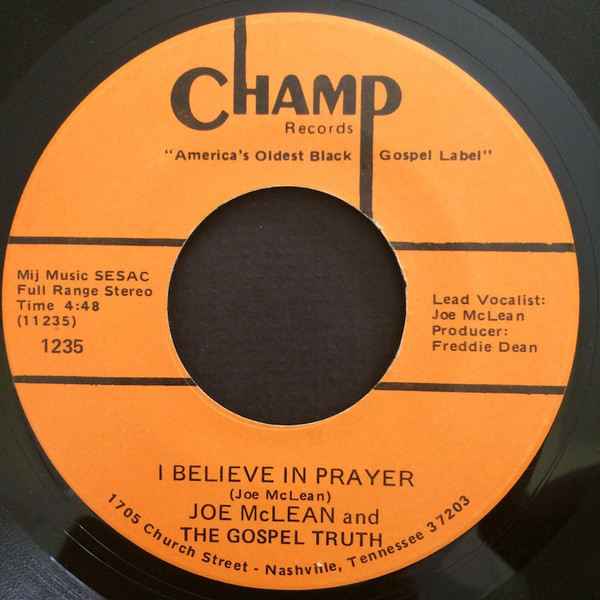 CHAMP
Records
"America's Oldest Black Gospel Label"
Mij Music SESAC
Full Range Stereo
Time 4:48
(11235)
1235
Lead Vocalist:
Joe McLean
Producer:
Freddie Dean
I BELIEVE IN PRAYER
(Joe McLean)
JOE McLEAN and
THE GOSPEL TRUTH
1705 Church Street - Nashville, Tennessee 37203